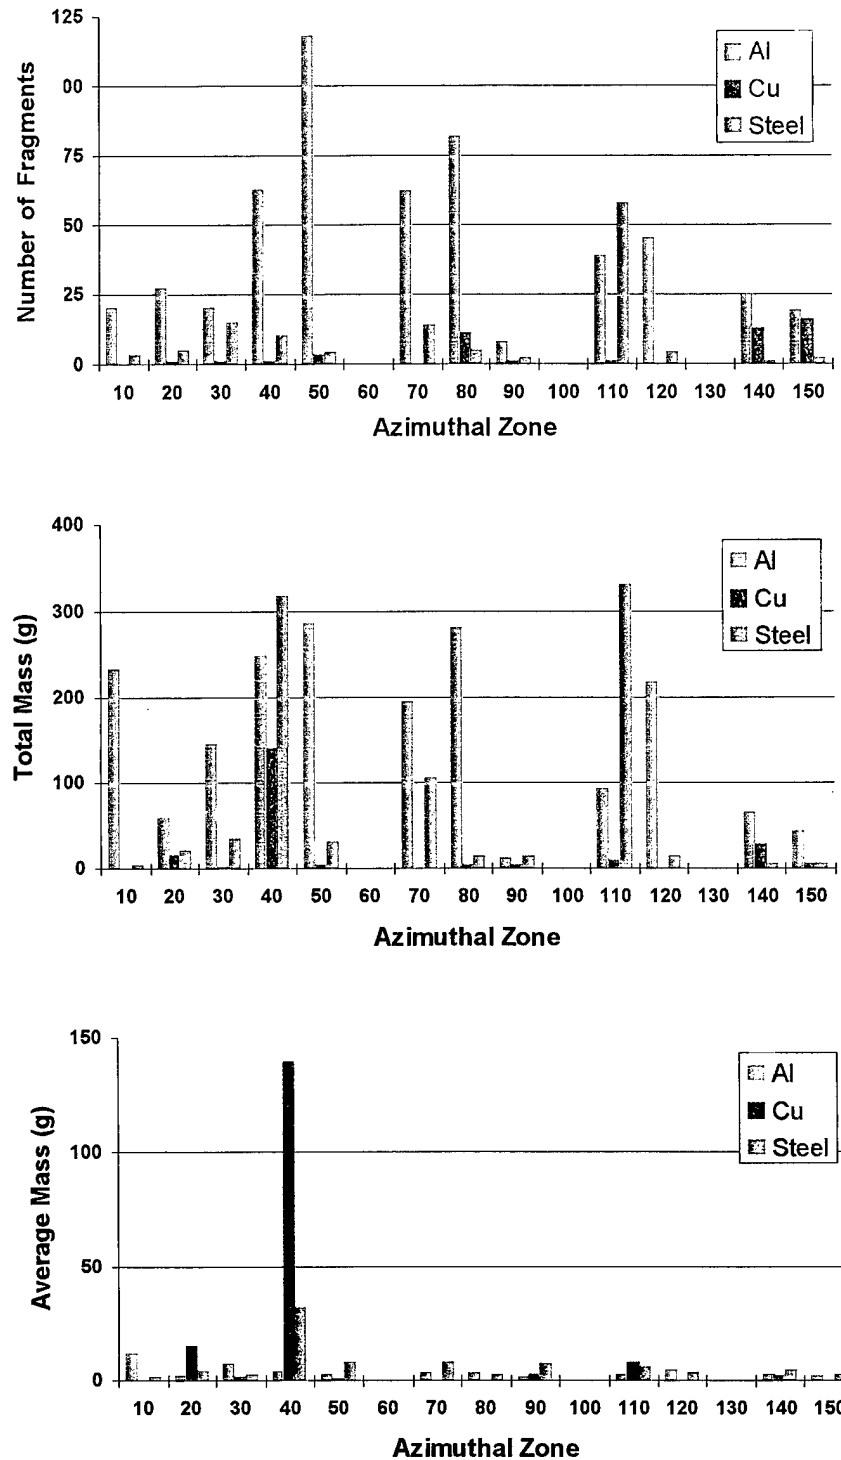 125
00
75
50
25
0
Number of Fragments
Al
Cu
Steel
10 20 30 40 50 60 70 80 90 100 110 120 130 140 150
Azimuthal Zone
400
300
200
100
0
Total Mass (g)
Al
Cu
Steel
10 20 30 40 50 60 70 80 90 100 110 120 130 140 150
Azimuthal Zone
150
100
50
0
Average Mass (g)
Al
Cu
Steel
10 20 30 40 50 60 70 80 90 100 110 120 130 140 150
Azimuthal Zone